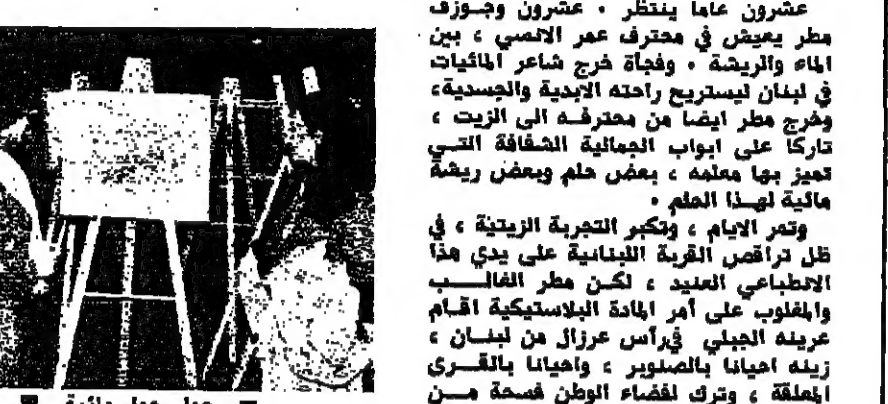 عشرون عاما ينتظر • عشرون وجوزف
مطر يعيش في محترف عمر الانسي ، بين
الماء والريشة • وفجأة خرج شاعر المائيات
في لبنان ليستريح راحته الابدية والجسدية،
وخرج مطر ايضا من محترفه الى الزيت ،
تاركا على ابواب الجمالية الشفافة التي
تميز بها معلمه ، بعض حلم وبعض ريشة
مائية لهذا الحلم •
وتمر الايام ، وتكبر التجربة الزيتية ، في
ظل تراقص القرية اللبنانية على يدي هذا
الانطباعي العنيد ، لكن مطر الغالب
والمغلوب على أمر المادة البلاستيكية اقام
عرينه الجبلي في رأس عرزال من لبنان ،
زينه احيانا بالصنوبر ، واحيانا بالقرى
المعلقة ، وترك لفضاء الوطن فسحة من